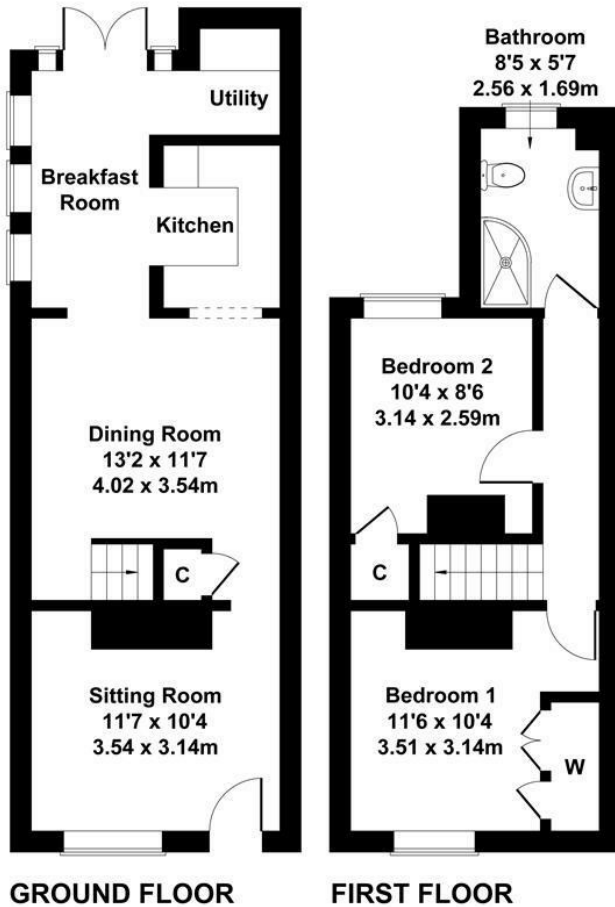 Utility
Breakfast
Room
Kitchen
Dining Room
13'2 x 11'7
4.02 x 3.54m
C
Sitting Room
11'7 x 10'4
3.54 x 3.14m
GROUND FLOOR
Bathroom
8'5 x 5'7
2.56 x 1.69m
Bedroom 2
10'4 x 8'6
3.14 x 2.59m
C
Bedroom 1
11'6 x 10'4
3.51 x 3.14m
W
FIRST FLOOR